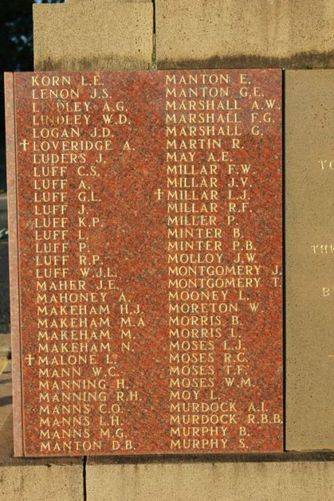 KORN L.E.
LENON J.S.
LINDLEY A.G.
LINDLEY W.D.
LOGAN J.D.
✝ LOVERIDGE A.
LUDERS J.
LUFF C.S.
LUFF A.
LUFF G.L.
LUFF J.
LUFF K.P.
LUFF L.
LUFF P.
LUFF R.P.
LUFF W.J.L.
MAHER J.E.
MAHONEY A.
MAKEHAM H.J.
MAKEHAM M.A
MAKEHAM M.
MAKEHAM N.
✝ MALONE L.
MANN W.C.
MANNING H.
MANNING R.H.
MANNS C.O.
MANNS L.H.
MANNS M.G.
MANTON D.B.
MANTON E.
MANTON G.E.
MARSHALL A.W.
MARSHALL F.G.
MARSHALL G.
MARTIN R.
MAY A.E.
MILLAR F.W.
MILLAR J.V.
✝ MILLAR L.J.
MILLAR R.F.
MILLER P.
MINTER B.
MINTER P.B.
MOLLOY J.W.
MONTGOMERY J.
MONTGOMERY T.
MOONEY L.
MORETON W.
MORRIS B.
MORRIS L.
MOSES L.J.
MOSES R.C.
MOSES T.F.
MOSES W.M.
MOY L.
MURDOCK A.I.
MURDOCK R.B.B.
MURPHY B.
MURPHY S.